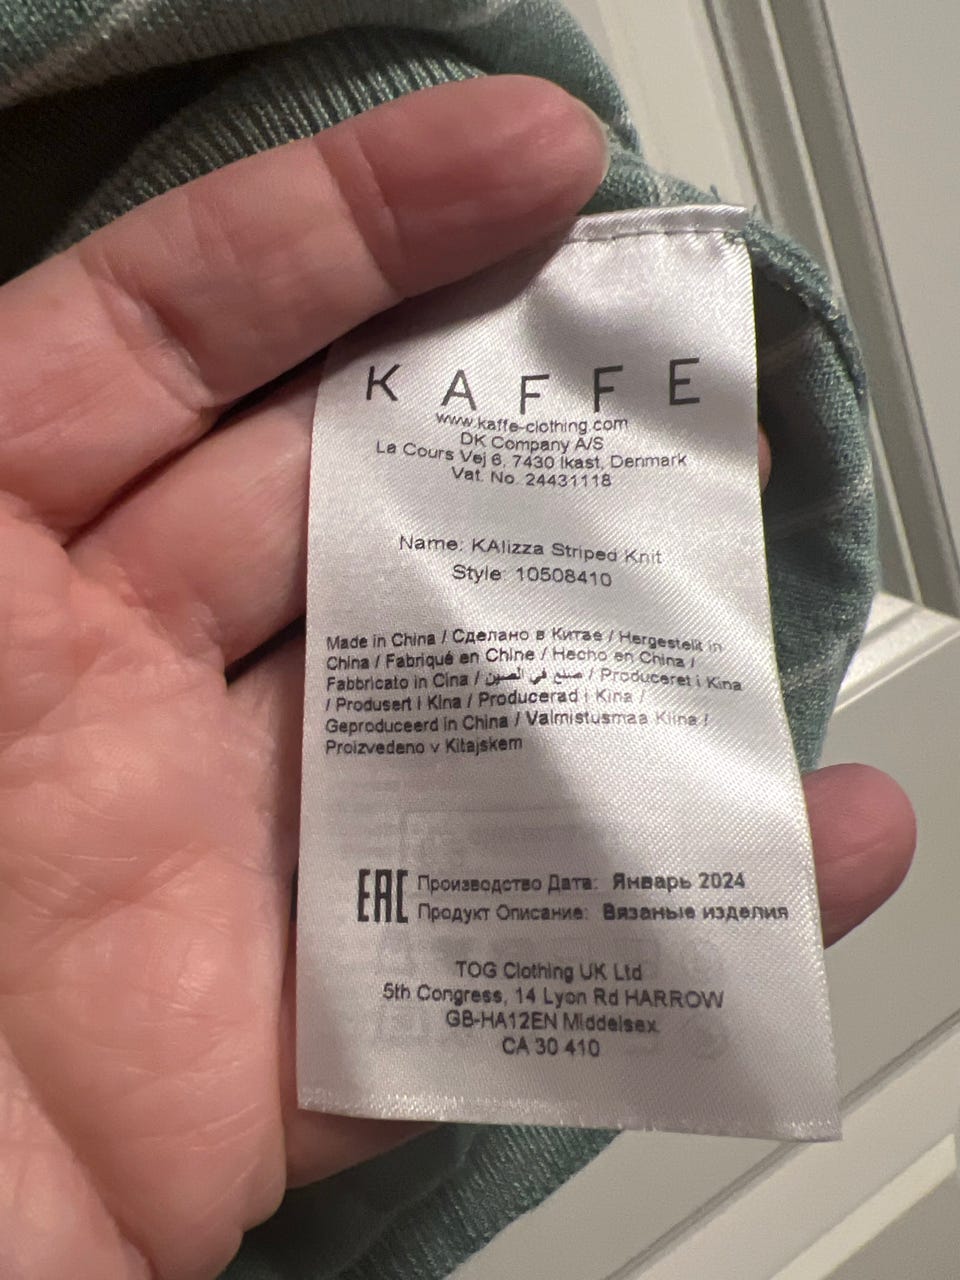 KAFFE
www.kaffe-clothing.com
DK Company A/S
La Cours Vej 6, 7430 Ikast, Denmark
Vat. No. 24431118
Name: KAlizza Striped Knit
Style: 10508410
Made in China / Сделано в Китае / Hergestellt in
China / Fabriqué en Chine / Hecho en China /
Fabbricato in Cina / صنع في الصين / Produceret i Kina
/ Produsert i Kina / Producerad i Kina /
Geproduceerd in China / Valmistusmaa Kiina /
Proizvedeno v Kitajskem
EAC Производство Дата: Январь 2024
Продукт Описание: Вязаные изделия
TOG Clothing UK Ltd
5th Congress, 14 Lyon Rd HARROW
GB-HA12EN Middelsex
CA 30 410